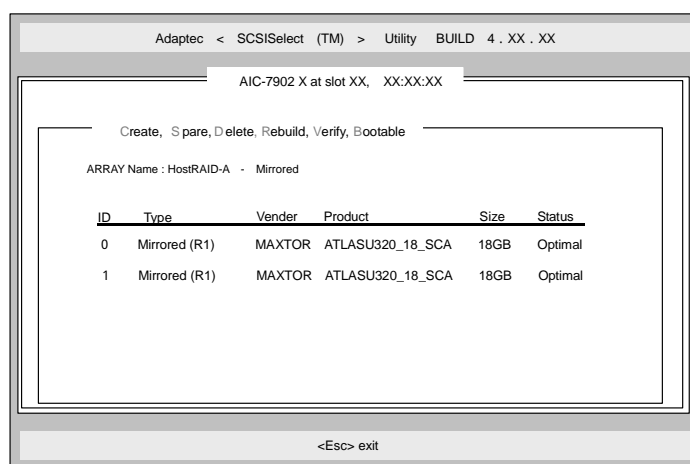 Adaptec < SCSISelect (TM) > Utility BUILD 4 . XX . XX
AIC-7902 X at slot XX, XX:XX:XX
Create, Spare, Delete, Rebuild, Verify, Bootable
ARRAY Name : HostRAID-A - Mirrored
ID Type Vender Product Size Status
0 Mirrored (R1) MAXTOR ATLASU320_18_SCA 18GB Optimal
1 Mirrored (R1) MAXTOR ATLASU320_18_SCA 18GB Optimal
<Esc> exit